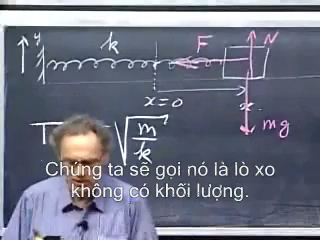 y
k
F
N
x=0
x
mg
T
√m/k
Chúng ta sẽ gọi nó là lò xo
không có khối lượng.